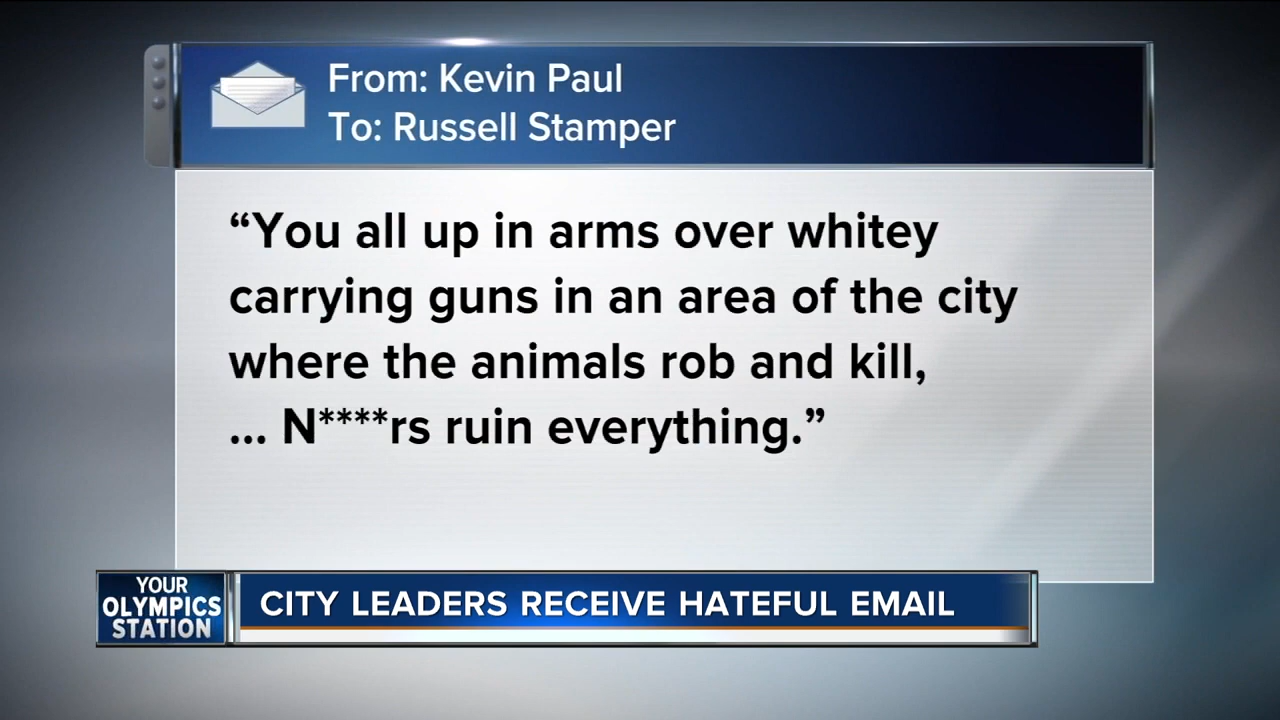 From: Kevin Paul
To: Russell Stamper
“You all up in arms over whitey
carrying guns in an area of the city
where the animals rob and kill,
... N****rs ruin everything.”
YOUR
OLYMPICS
STATION
CITY LEADERS RECEIVE HATEFUL EMAIL